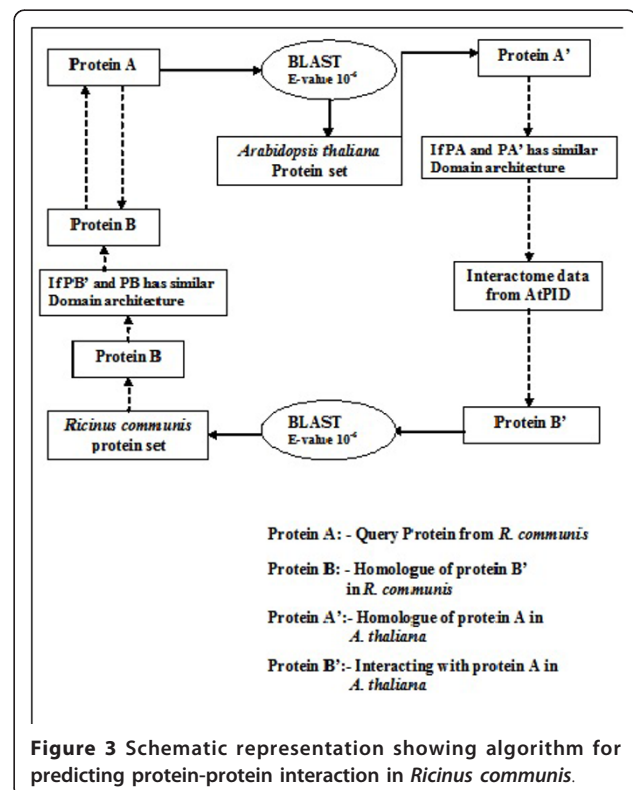 Protein A
BLAST
E-value 10⁻⁶
Protein A'
Arabidopsis thaliana
Protein set
If PA and PA' has similar
Domain architecture
Protein B
If PB' and PB has similar
Domain architecture
Interactome data
from AtPID
Protein B
Ricinus communis
protein set
BLAST
E-value 10⁻⁶
Protein B'
Protein A: - Query Protein from R. communis
Protein B: - Homologue of protein B'
in R. communis
Protein A':- Homologue of protein A in
A. thaliana
Protein B':- Interacting with protein A in
A. thaliana
Figure 3 Schematic representation showing algorithm for
predicting protein-protein interaction in Ricinus communis.